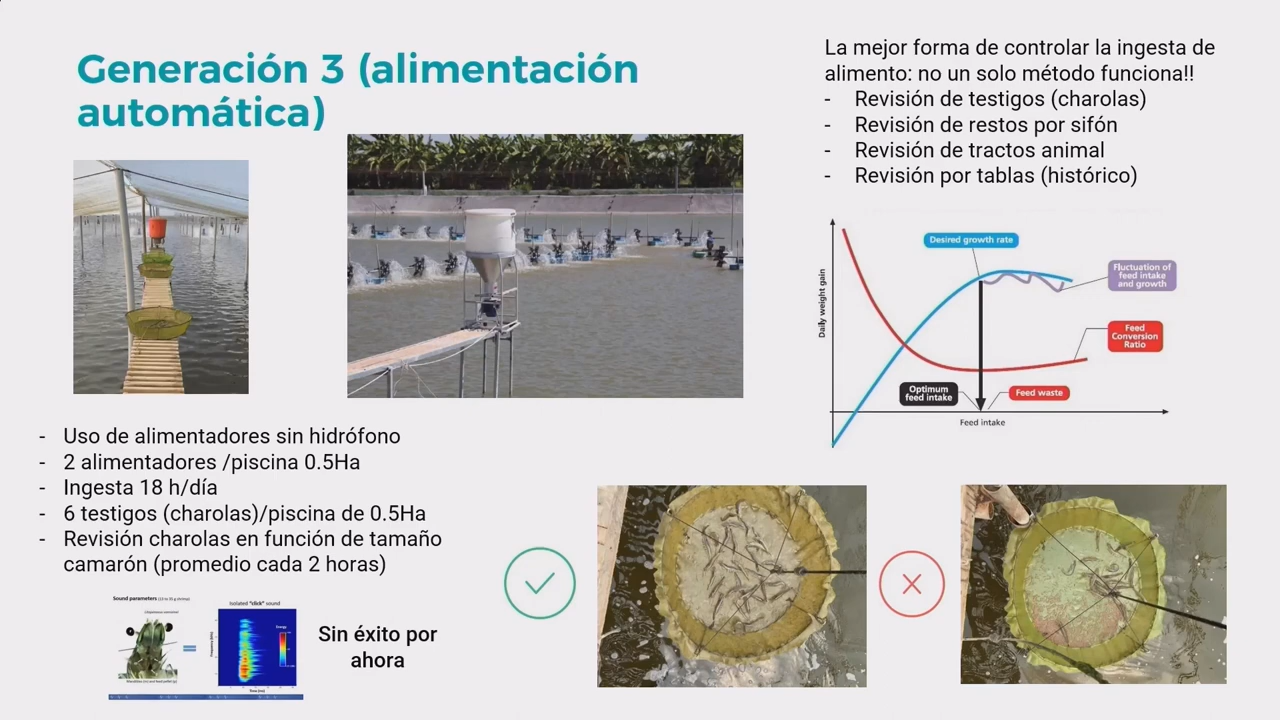 Generación 3 (alimentación
automática)
La mejor forma de controlar la ingesta de
alimento: no un solo método funciona!!
- Revisión de testigos (charolas)
- Revisión de restos por sifón
- Revisión de tractos animal
- Revisión por tablas (histórico)
Desired growth rate
Fluctuation of
feed intake
and growth
Daily weight gain
Feed
Conversion
Ratio
Optimum
feed intake
Feed waste
Feed intake
- Uso de alimentadores sin hidrófono
- 2 alimentadores /piscina 0.5Ha
- Ingesta 18 h/día
- 6 testigos (charolas)/piscina de 0.5Ha
- Revisión charolas en función de tamaño
camarón (promedio cada 2 horas)
Sound parameters
Isolated "click" sound
Energy
Time (ms)
Sin éxito por
ahora